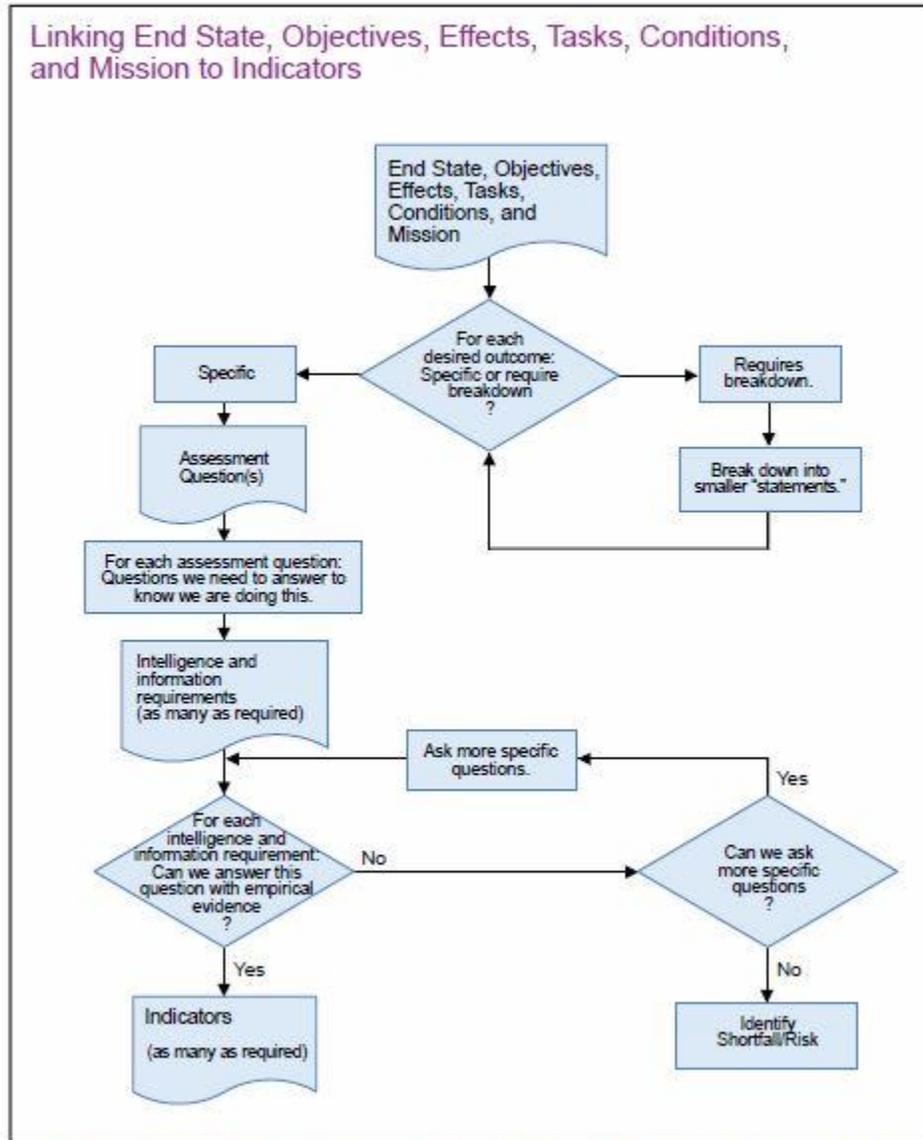 Linking End State, Objectives, Effects, Tasks, Conditions,
and Mission to Indicators
End State, Objectives,
Effects, Tasks,
Conditions, and
Mission
For each
desired outcome:
Specific or require
breakdown
?
Specific
Requires
breakdown.
Assessment
Question(s)
Break down into
smaller “statements.”
For each assessment question:
Questions we need to answer to
know we are doing this.
Intelligence and
information
requirements
(as many as required)
Ask more specific
questions.
Yes
For each
intelligence and
information requirement:
Can we answer this
question with empirical
evidence
?
No
Can we ask
more specific
questions
?
Yes
No
Indicators
(as many as required)
Identify
Shortfall/Risk